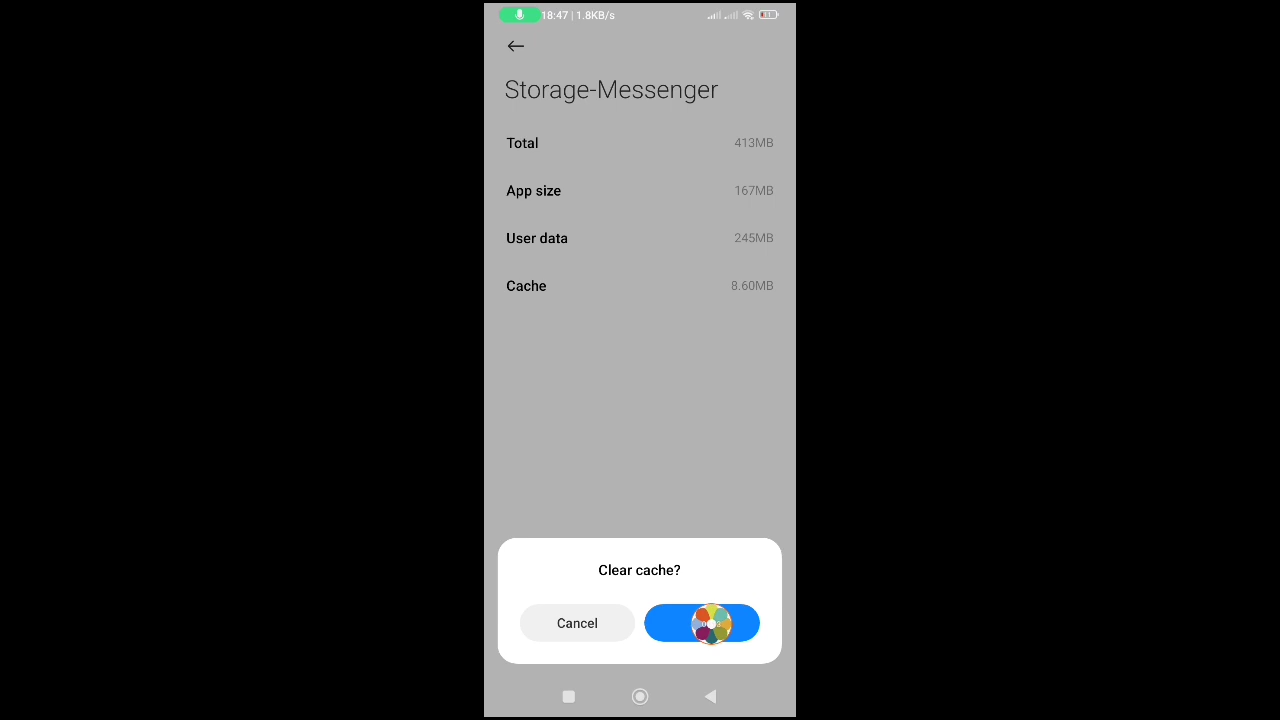 18:47 | 1.8KB/s
Storage-Messenger
Total 413MB
App size 167MB
User data 245MB
Cache 8.60MB
Clear cache?
Cancel